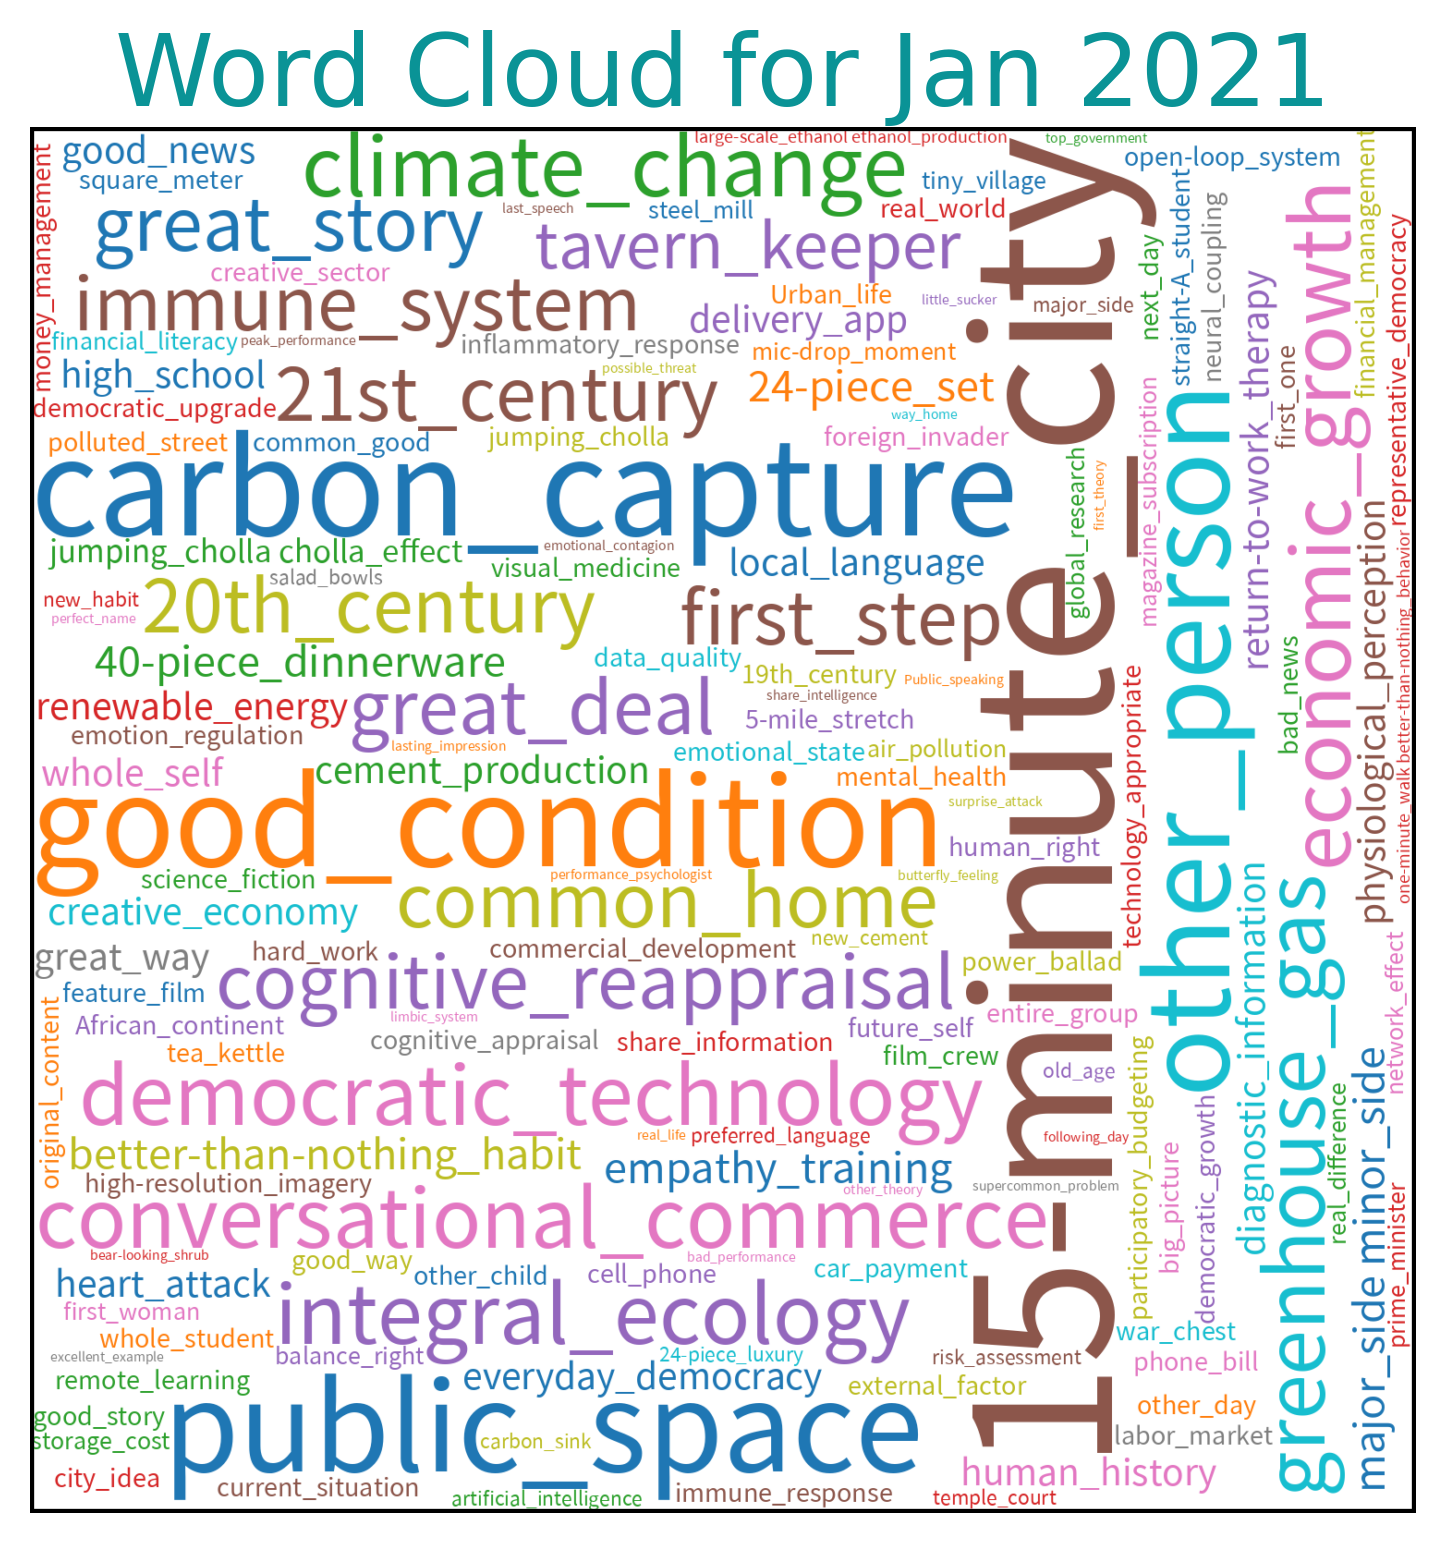 Word Cloud for Jan 2021
large-scale_ethanol ethanol_production
top_government
good_news
climate_change
open-loop_system
square_meter
tiny_village
money_management
great_story
last_speech
steel_mill
real_world
tavern_keeper
creative_sector
immune_system
Urban_life
little_sucker
major_side
delivery_app
financial_literacy
peak_performance
inflammatory_response
mic-drop_moment
high_school
21st_century
possible_threat
24-piece_set
democratic_upgrade
way_home
polluted_street
common_good
jumping_cholla
foreign_invader
carbon_capture
jumping_cholla cholla_effect
emotional_contagion
salad_bowls
visual_medicine
local_language
new_habit
perfect_name
20th_century
first_step
40-piece_dinnerware
data_quality
19th_century
Public_speaking
renewable_energy
great_deal
share_intelligence
5-mile_stretch
emotion_regulation
lasting_impression
emotional_state
air_pollution
whole_self
cement_production
mental_health
good_condition
surprise_attack
human_right
science_fiction
performance_psychologist
butterfly_feeling
creative_economy
common_home
great_way
hard_work
commercial_development
new_cement
cognitive_reappraisal
power_ballad
feature_film
limbic_system
entire_group
African_continent
cognitive_appraisal
share_information
future_self
tea_kettle
film_crew
original_content
democratic_technology
old_age
real_life
preferred_language
following_day
better-than-nothing_habit
empathy_training
high-resolution_imagery
other_theory
supercommon_problem
conversational_commerce
bear-looking_shrub
good_way
bad_performance
heart_attack
other_child
cell_phone
car_payment
first_woman
integral_ecology
whole_student
excellent_example
balance_right
24-piece_luxury
risk_assessment
remote_learning
everyday_democracy
external_factor
good_story
public_space
storage_cost
carbon_sink
city_idea
current_situation
artificial_intelligence
immune_response
human_history
temple_court
15-minute_city
next_day
straight-A_student
neural_coupling
return-to-work_therapy
first_one
economic_growth
financial_management
representative_democracy
global_research
first_theory
magazine_subscription
other_person
bad_news
physiological_perception
one-minute_walk better-than-nothing_behavior
technology_appropriate
diagnostic_information
greenhouse_gas
network_effect
participatory_budgeting
big_picture
democratic_growth
real_difference
major_side minor_side
prime_minister
war_chest
phone_bill
other_day
labor_market